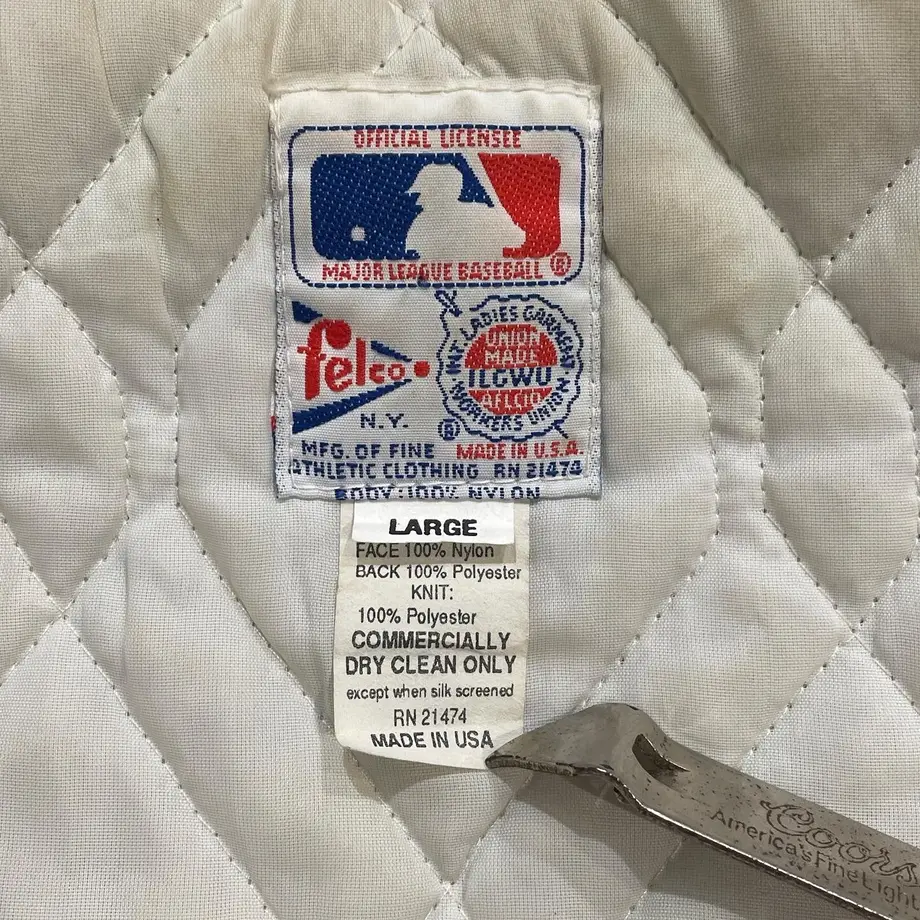 OFFICIAL LICENSEE
MAJOR LEAGUE BASEBALL ®
felco
N.Y.
INT. LADIES GARMENT
WORKERS UNION
UNION
MADE
ILGWU
AFLCIO
®
MFG. OF FINE MADE IN U.S.A.
ATHLETIC CLOTHING RN 21474
BODY: 100% NYLON
LARGE
FACE 100% Nylon
BACK 100% Polyester
KNIT:
100% Polyester
COMMERCIALLY
DRY CLEAN ONLY
except when silk screened
RN 21474
MADE IN USA
Coors
America's Fine Light